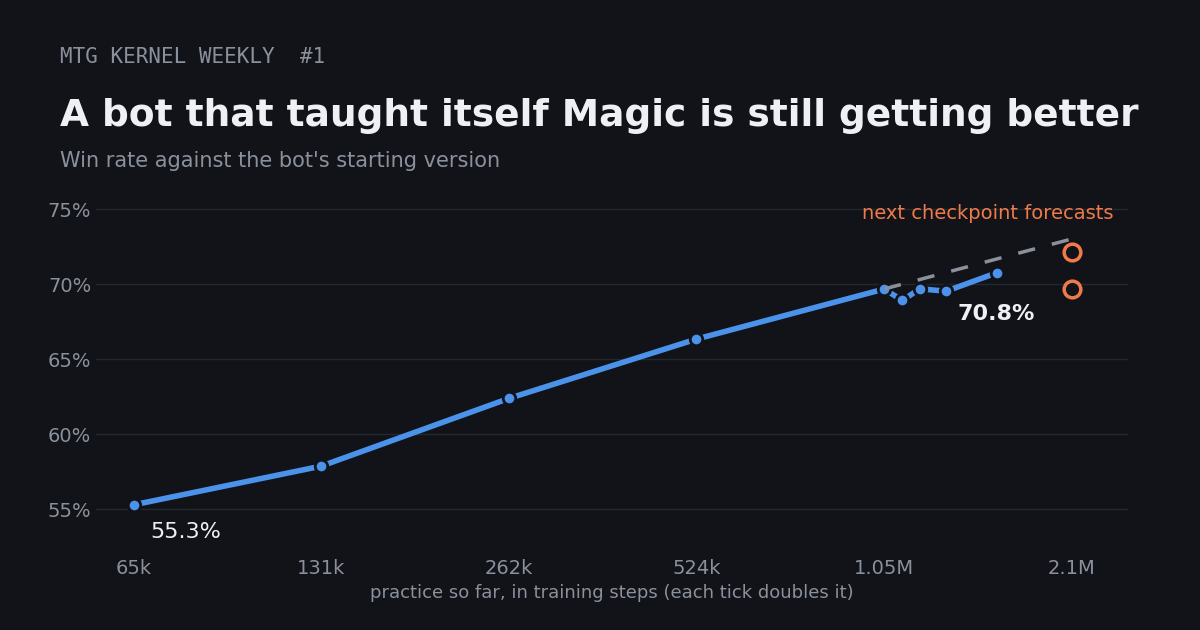 MTG KERNEL WEEKLY  #1
A bot that taught itself Magic is still getting better
Win rate against the bot's starting version
75%
next checkpoint forecasts
70%
70.8%
65%
60%
55%
55.3%
65k 131k 262k 524k 1.05M 2.1M
practice so far, in training steps (each tick doubles it)